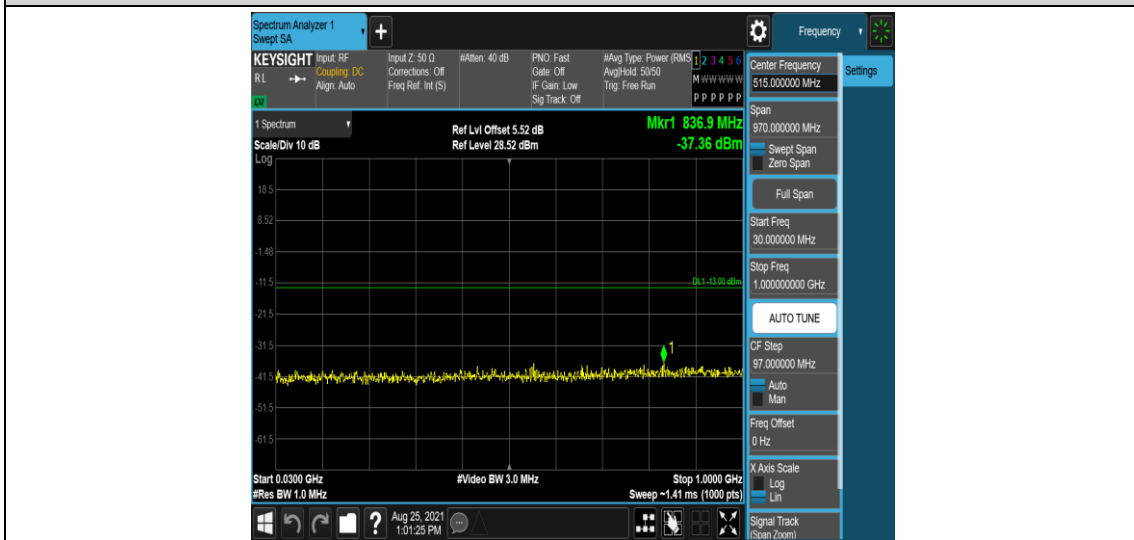 Spectrum Analyzer 1
Swept SA
+
Frequency
KEYSIGHT
RL
LXI
Input: RF
Coupling: DC
Align: Auto
Input Z: 50 Ω
Corrections: Off
Freq Ref: Int (S)
#Atten: 40 dB
PNO: Fast
Gate: Off
IF Gain: Low
Sig Track: Off
#Avg Type: Power (RMS
Avg|Hold: 50/50
Trig: Free Run
1 2 3 4 5 6
M W W W W W
P P P P P P
Center Frequency
515.000000 MHz
Settings
Span
970.000000 MHz
Swept Span
Zero Span
Full Span
Start Freq
30.000000 MHz
Stop Freq
1.000000000 GHz
AUTO TUNE
CF Step
97.000000 MHz
Auto
Man
Freq Offset
0 Hz
X Axis Scale
Log
Lin
Signal Track
(Span Zoom)
1 Spectrum
Scale/Div 10 dB
Ref Lvl Offset 5.52 dB
Ref Level 28.52 dBm
Mkr1 836.9 MHz
-37.36 dBm
Log
18.5
8.52
-1.48
-11.5
DL1 -13.00 dBm
-21.5
-31.5
1
-41.5
-51.5
-61.5
Start 0.0300 GHz
#Video BW 3.0 MHz
Stop 1.0000 GHz
#Res BW 1.0 MHz
Sweep ~1.41 ms (1000 pts)
?
Aug 25, 2021
1:01:25 PM